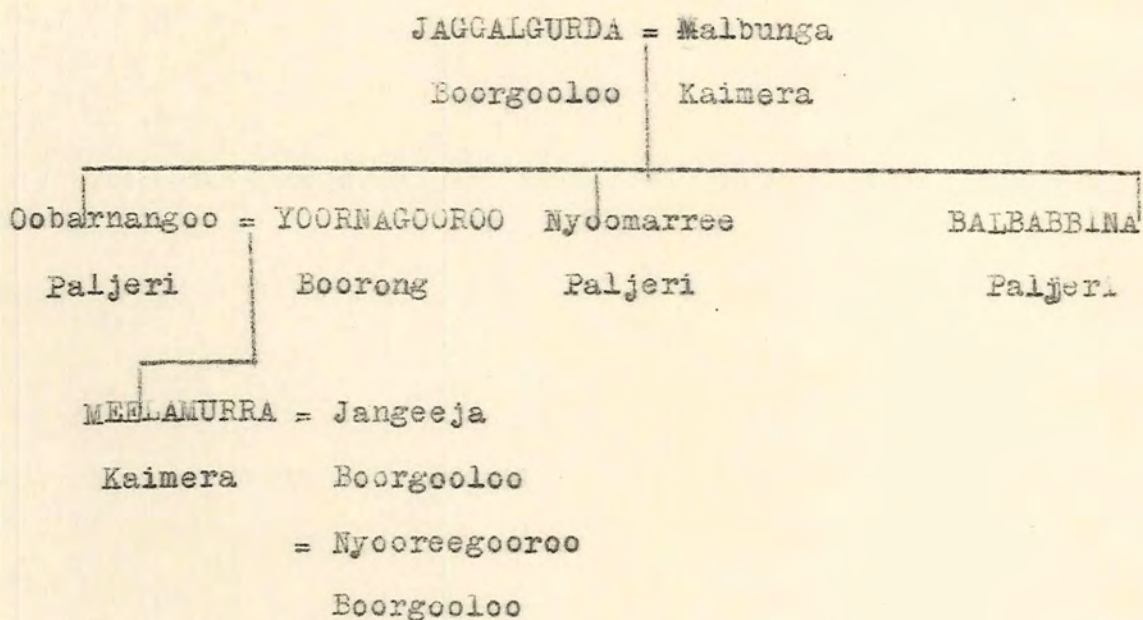 JAGGALGURDA = Malbunga
Boorgooloo Kaimera
Oobarnangoo = YOORNAGOOROO Nyoomarree BALBABBINA
Paljeri Boorong Paljeri Paljeri
MEELAMURRA = Jangeeja
Kaimera Boorgooloo
= Nyooreegooroo
Boorgooloo